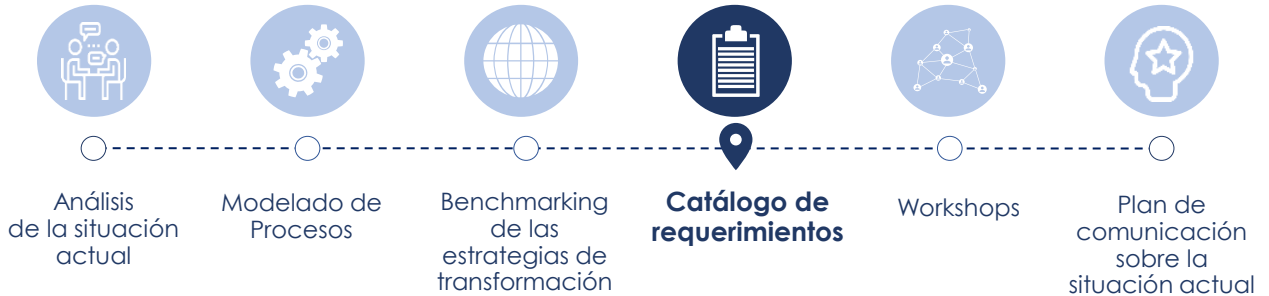 Análisis
de la situación
actual
Modelado de
Procesos
Benchmarking
de las
estrategias de
transformación
Catálogo de
requerimientos
Workshops
Plan de
comunicación
sobre la
situación actual